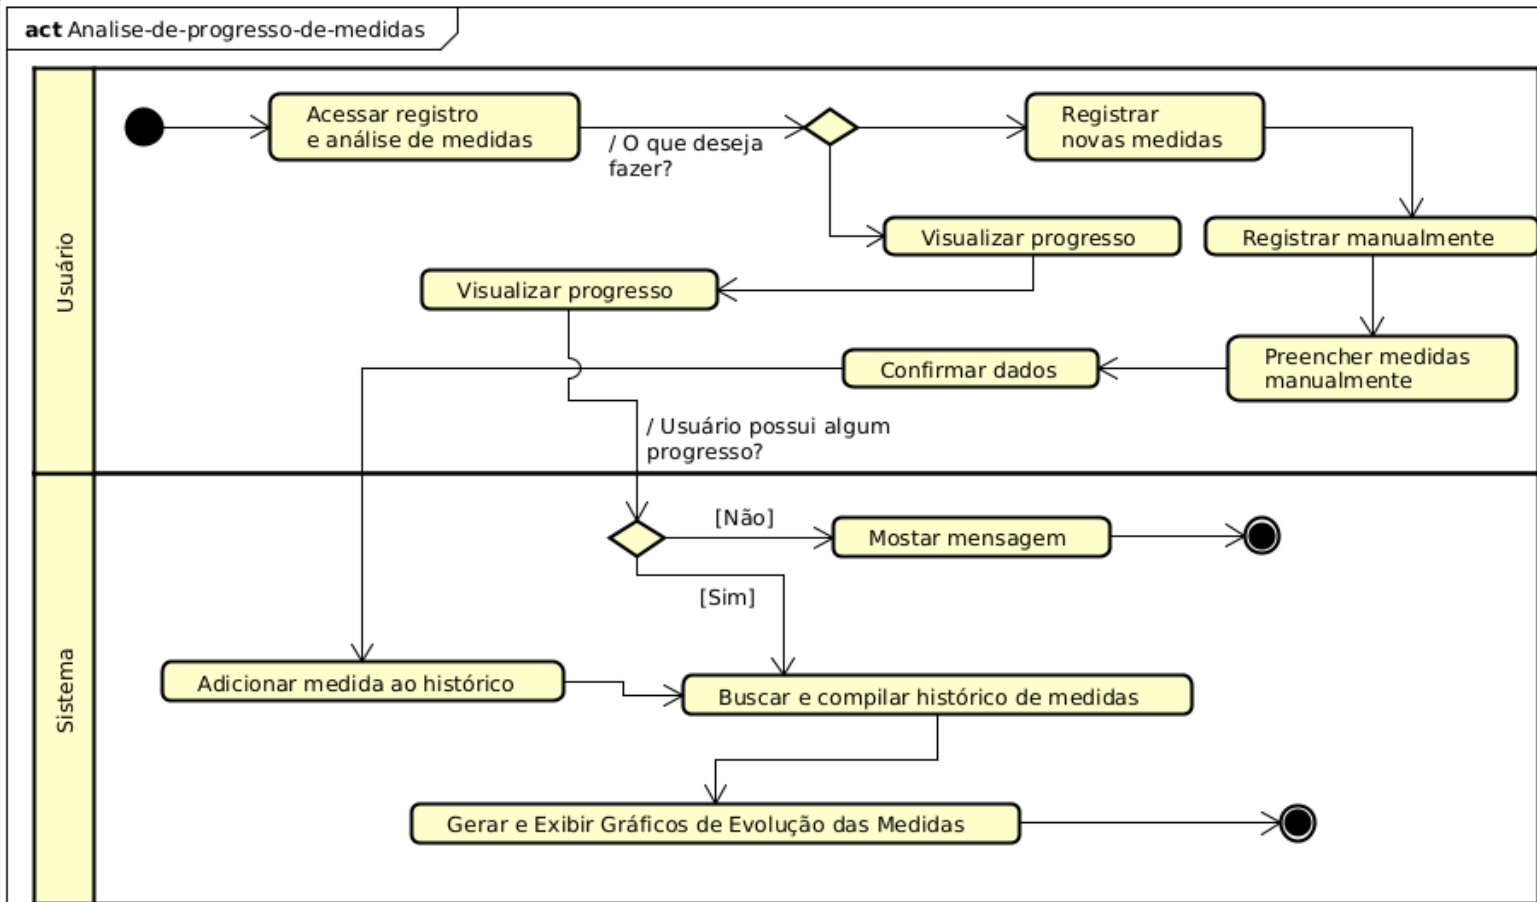 act Analise-de-progresso-de-medidas
Usuário
Acessar registro
e análise de medidas
/ O que deseja
fazer?
Registrar
novas medidas
Visualizar progresso
Registrar manualmente
Visualizar progresso
Confirmar dados
Preencher medidas
manualmente
/ Usuário possui algum
progresso?
Sistema
[Não]
Mostar mensagem
[Sim]
Adicionar medida ao histórico
Buscar e compilar histórico de medidas
Gerar e Exibir Gráficos de Evolução das Medidas